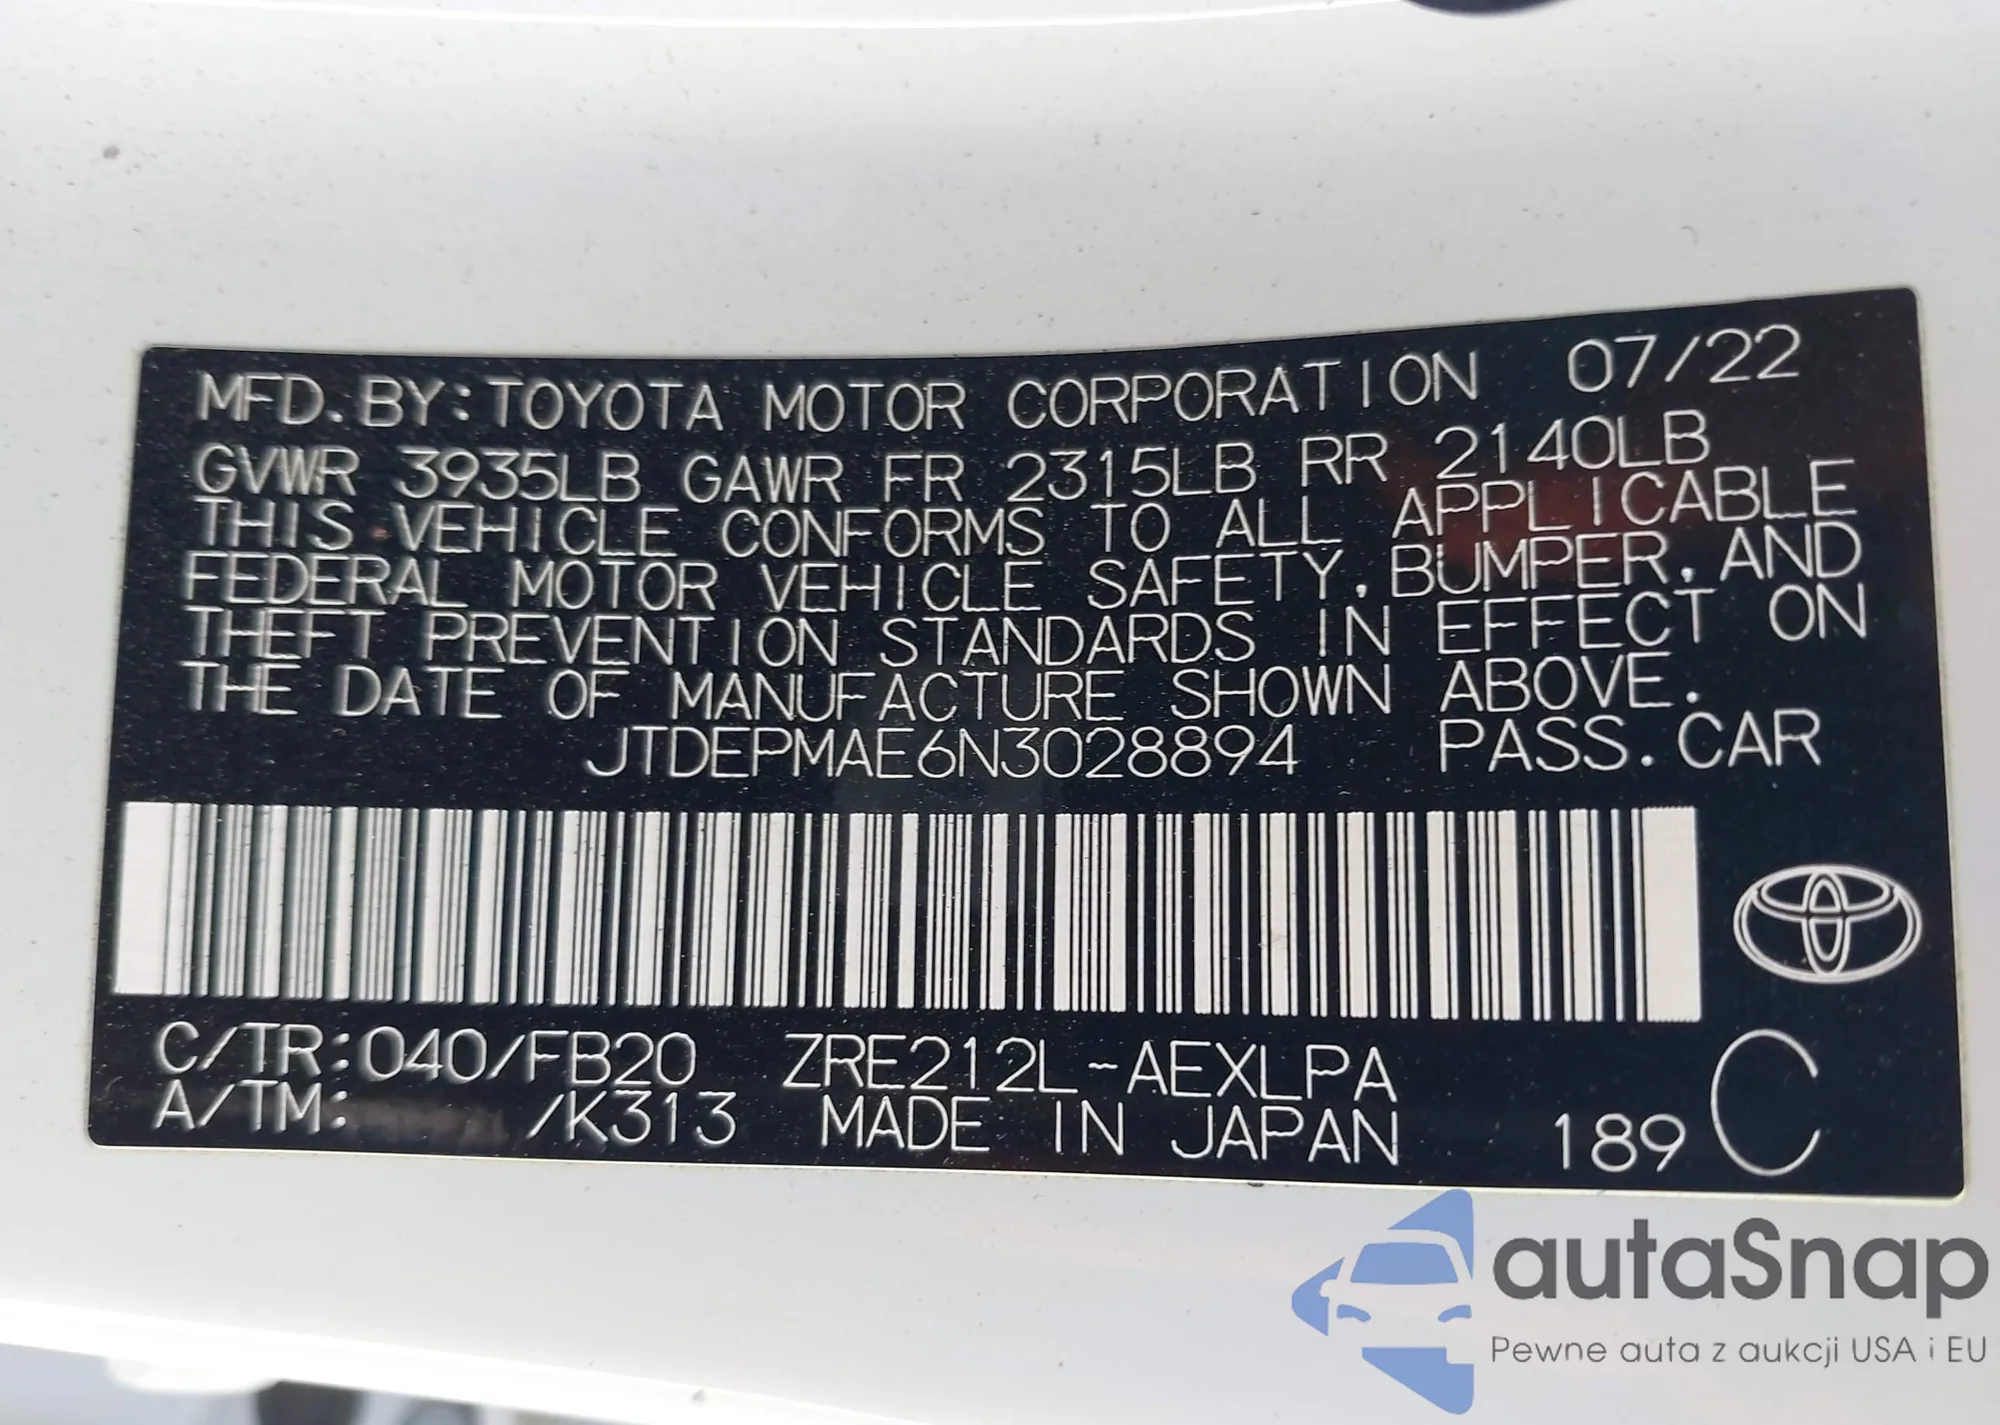 MFD. BY: TOYOTA MOTOR CORPORATION 07/22
GVWR 3935LB GAWR FR 2315LB RR 2140LB
THIS VEHICLE CONFORMS TO ALL APPLICABLE
FEDERAL MOTOR VEHICLE SAFETY, BUMPER, AND
THEFT PREVENTION STANDARDS IN EFFECT ON
THE DATE OF MANUFACTURE SHOWN ABOVE.
JTDEPMAE6N3028894 PASS. CAR
C/TR: 040/FB20 ZRE212L-AEXLPA
A/TM: /K313 MADE IN JAPAN 189 C
autaSnap
Pewne auta z aukcji USA i EU